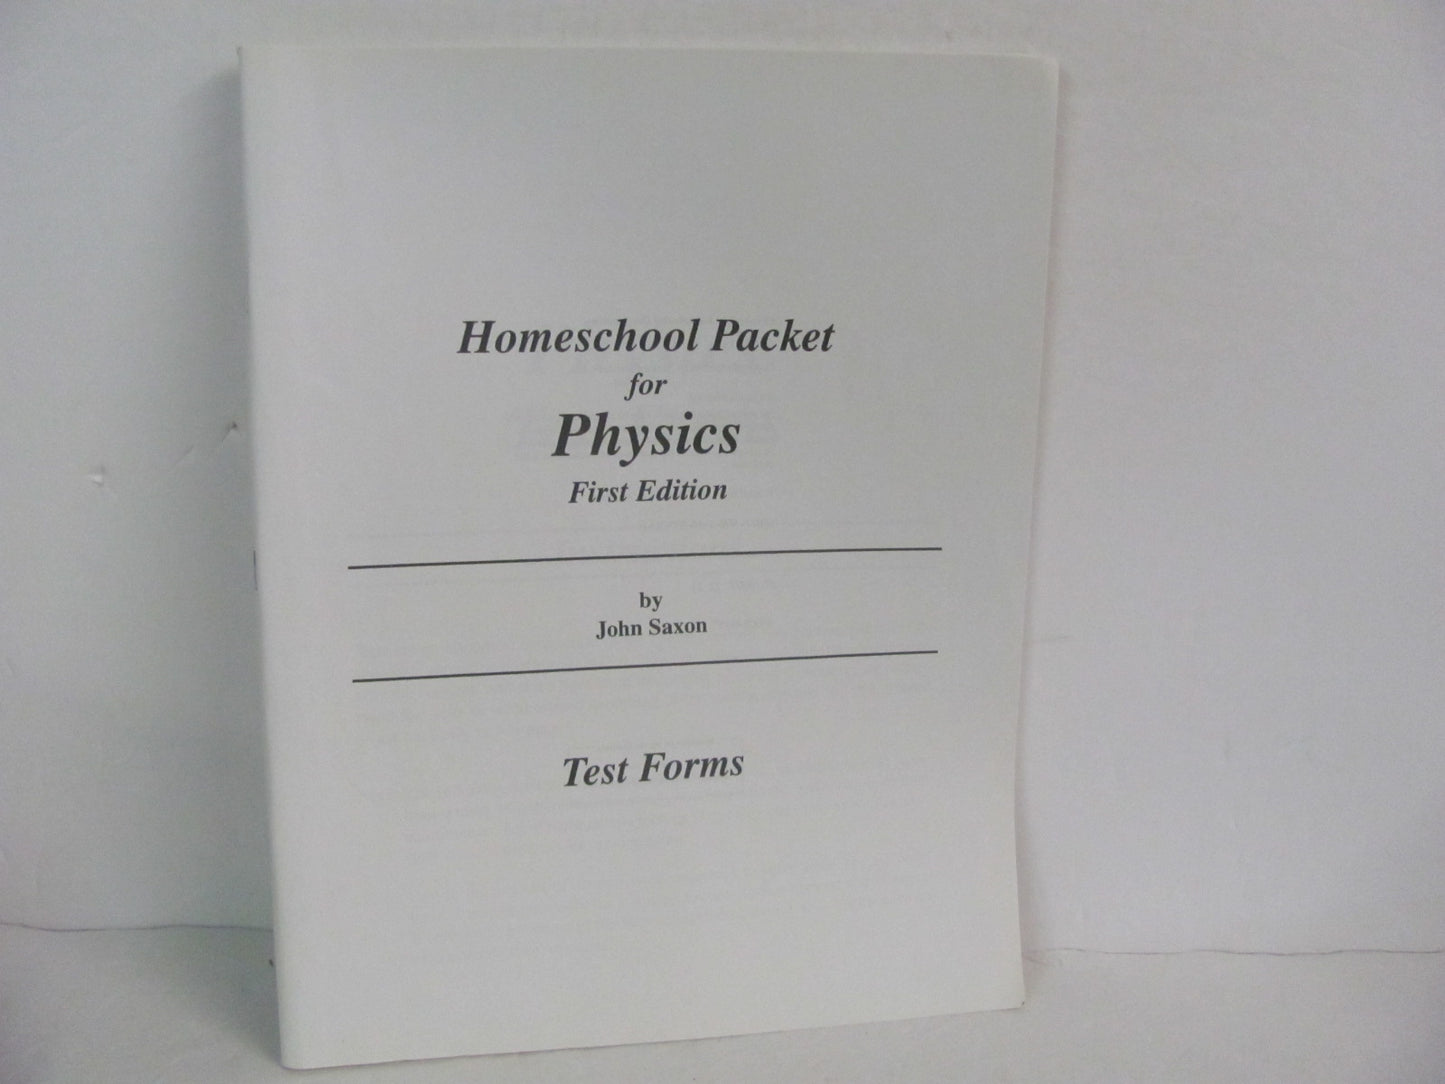 Homeschool Packet
for
Physics
First Edition
by
John Saxon
Test Forms